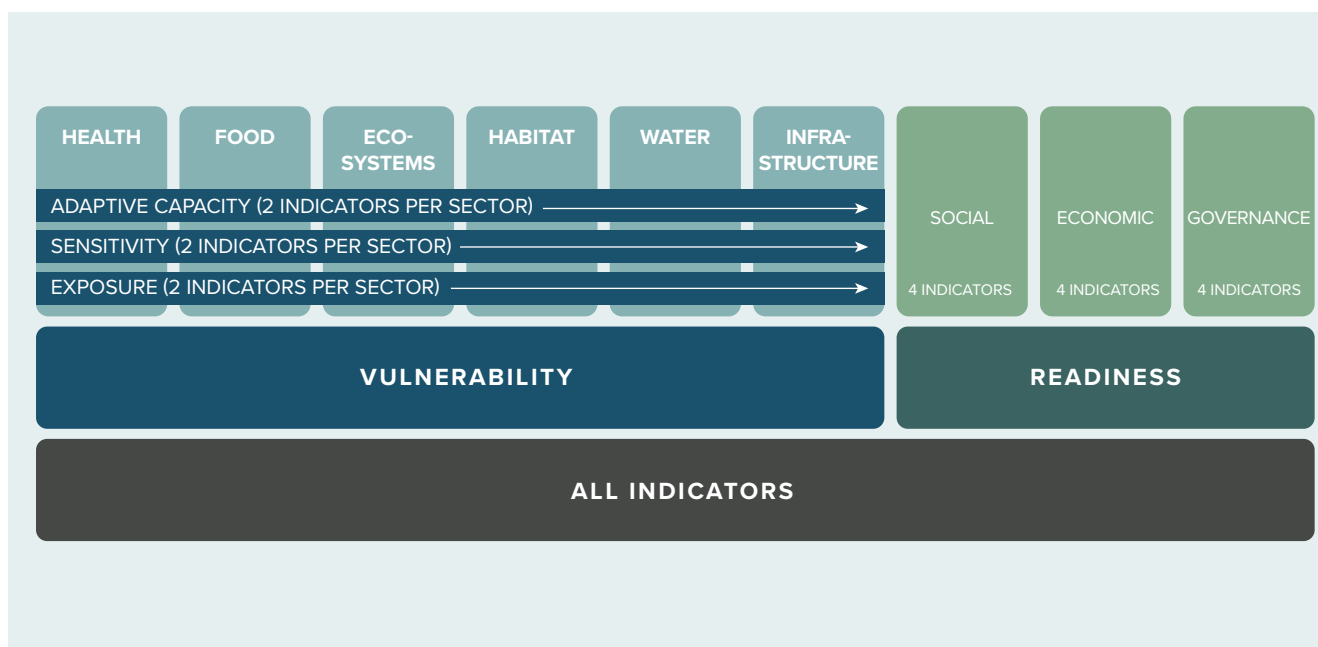 HEALTH
FOOD
ECO-
SYSTEMS
HABITAT
WATER
INFRA-
STRUCTURE
ADAPTIVE CAPACITY (2 INDICATORS PER SECTOR)
SENSITIVITY (2 INDICATORS PER SECTOR)
EXPOSURE (2 INDICATORS PER SECTOR)
SOCIAL
4 INDICATORS
ECONOMIC
4 INDICATORS
GOVERNANCE
4 INDICATORS
VULNERABILITY
READINESS
ALL INDICATORS